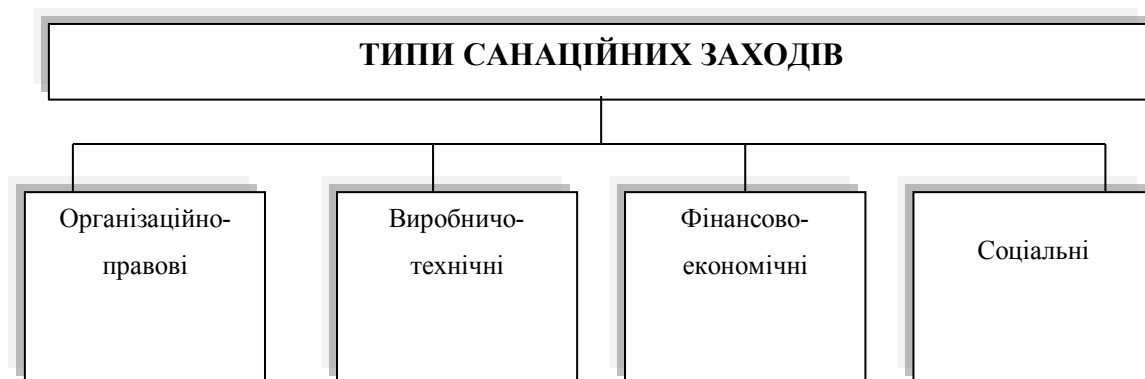 ТИПИ САНАЦІЙНИХ ЗАХОДІВ
Організаційно-
правові
Виробничо-
технічні
Фінансово-
економічні
Соціальні